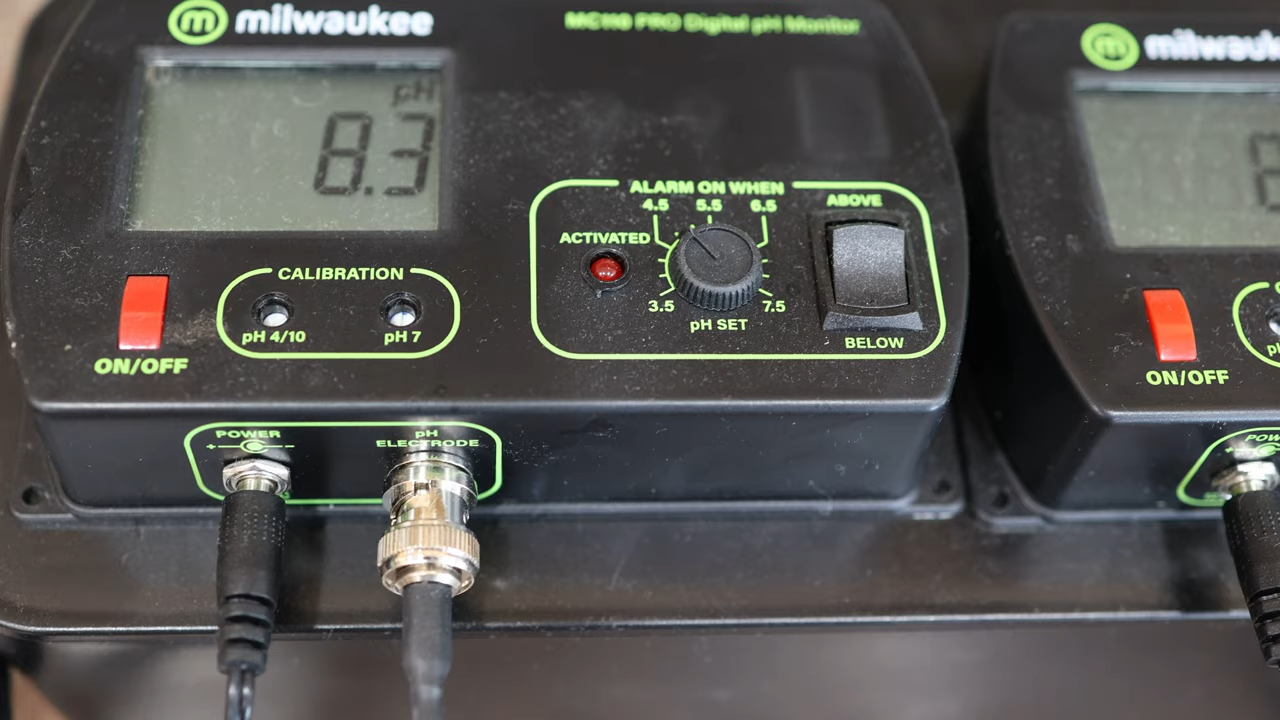 milwaukee
MC110 PRO Digital pH Monitor
pH
8.3
ALARM ON WHEN
4.5 5.5 6.5
ACTIVATED
3.5 7.5
pH SET
ABOVE
BELOW
CALIBRATION
pH 4/10 pH 7
ON/OFF
POWER
+ -
pH
ELECTRODE
milwauk
ON/OFF